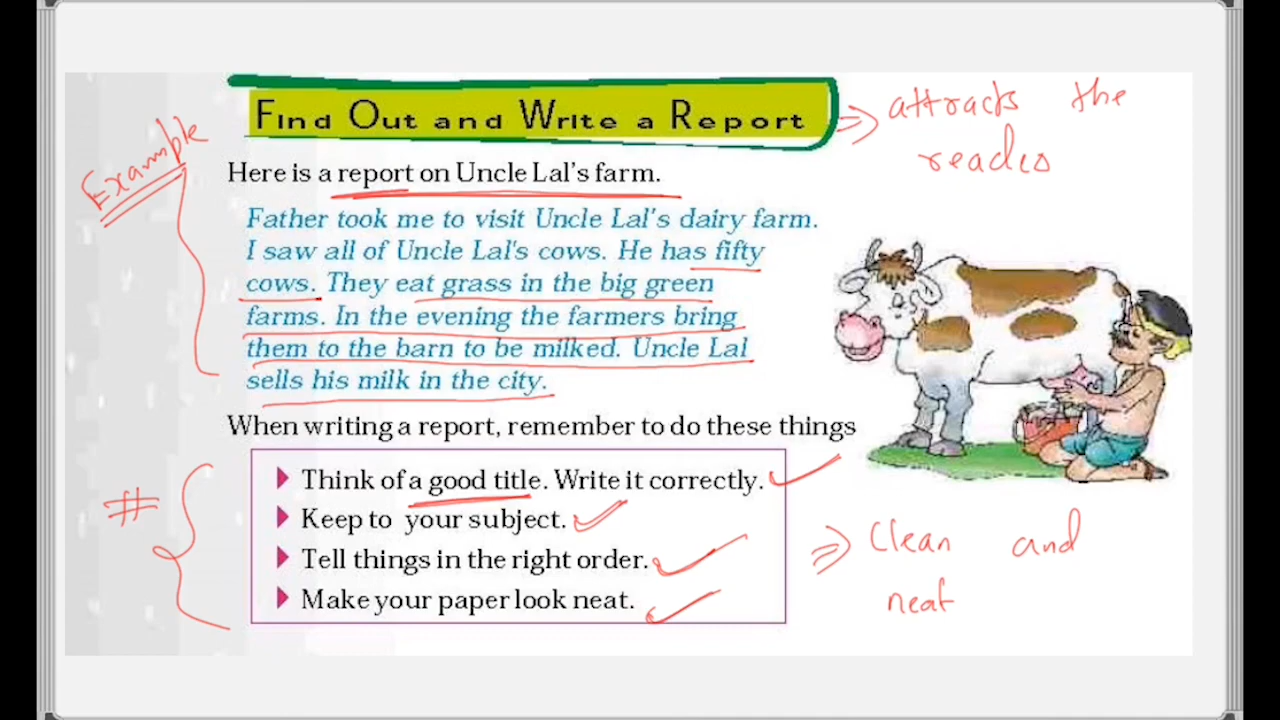 Find Out and Write a Report
⇒ attracts the
reades
Example
Here is a report on Uncle Lal's farm.
Father took me to visit Uncle Lal's dairy farm.
I saw all of Uncle Lal's cows. He has fifty
cows. They eat grass in the big green
farms. In the evening the farmers bring
them to the barn to be milked. Uncle Lal
sells his milk in the city.
When writing a report, remember to do these things
#
Think of a good title. Write it correctly.
Keep to your subject.
Tell things in the right order.
Make your paper look neat.
⇒ Clean and
neat